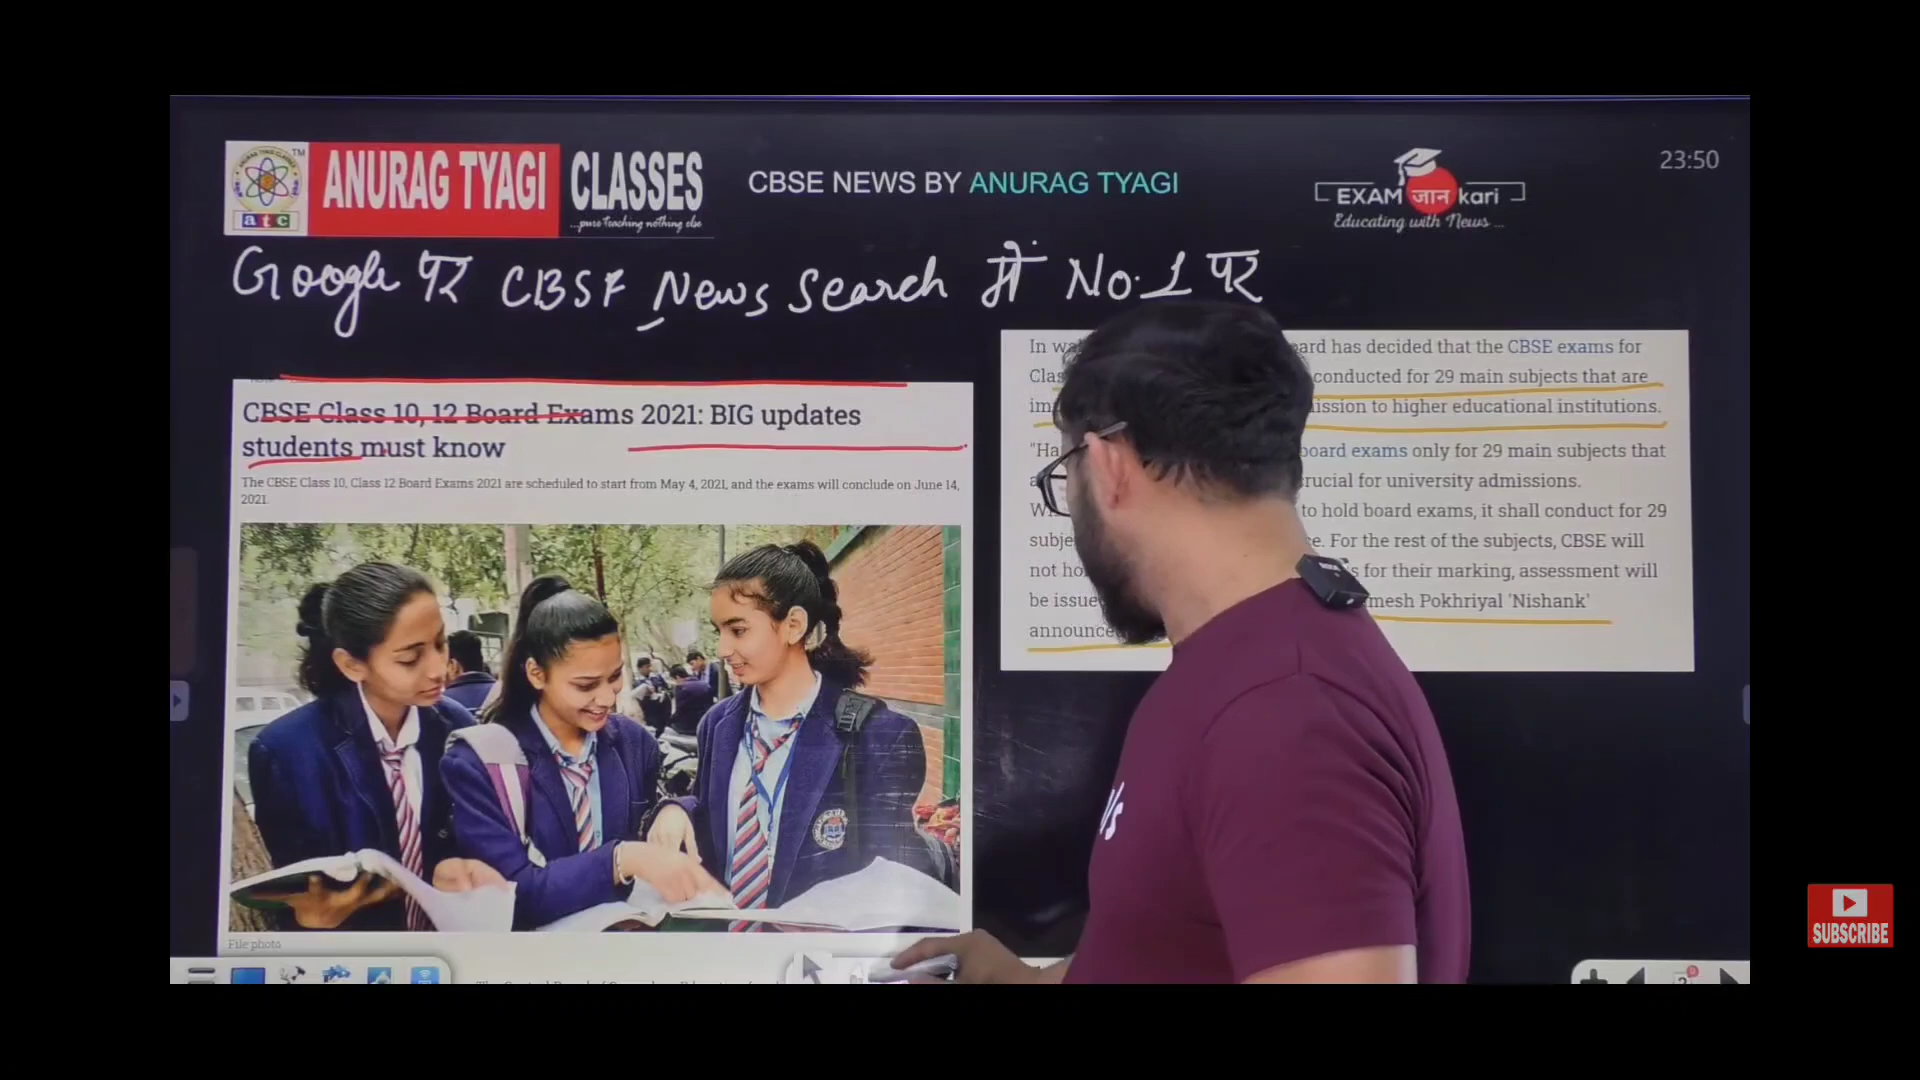 ANURAG TYAGI CLASSES
TM
atc
...pure teaching nothing else
CBSE NEWS BY ANURAG TYAGI
EXAM जान kari
Educating with News ...
23:50
Google पर CBSE News Search में No.1 पर
CBSE Class 10, 12 Board Exams 2021: BIG updates
students must know
The CBSE Class 10, Class 12 Board Exams 2021 are scheduled to start from May 4, 2021, and the exams will conclude on June 14,
2021.
File photo
In ard has decided that the CBSE exams for
conducted for 29 main subjects that are
ission to higher educational institutions.
board exams only for 29 main subjects that
rucial for university admissions.
to hold board exams, it shall conduct for 29
subje e. For the rest of the subjects, CBSE will
not ho s for their marking, assessment will
be issue mesh Pokhriyal 'Nishank'
announce
SUBSCRIBE